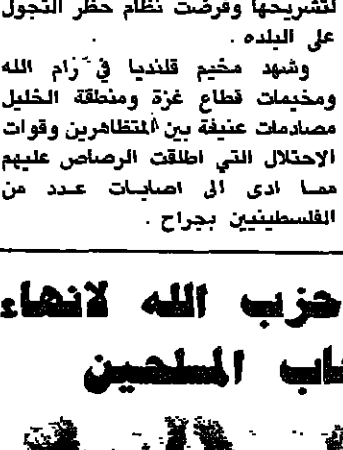 لتشريحها وفرضت نظام حظر التجول
على البلده .
وشهد مخيم قلنديا في رام الله
ومخيمات قطاع غزة ومنطقة الخليل
مصادمات عنيفة بين المتظاهرين وقوات
الاحتلال التي اطلقت الرصاص عليهم
مما ادى الى اصابات عدد من
الفلسطينيين بجراح .
حزب الله لانهاء
المسلحين